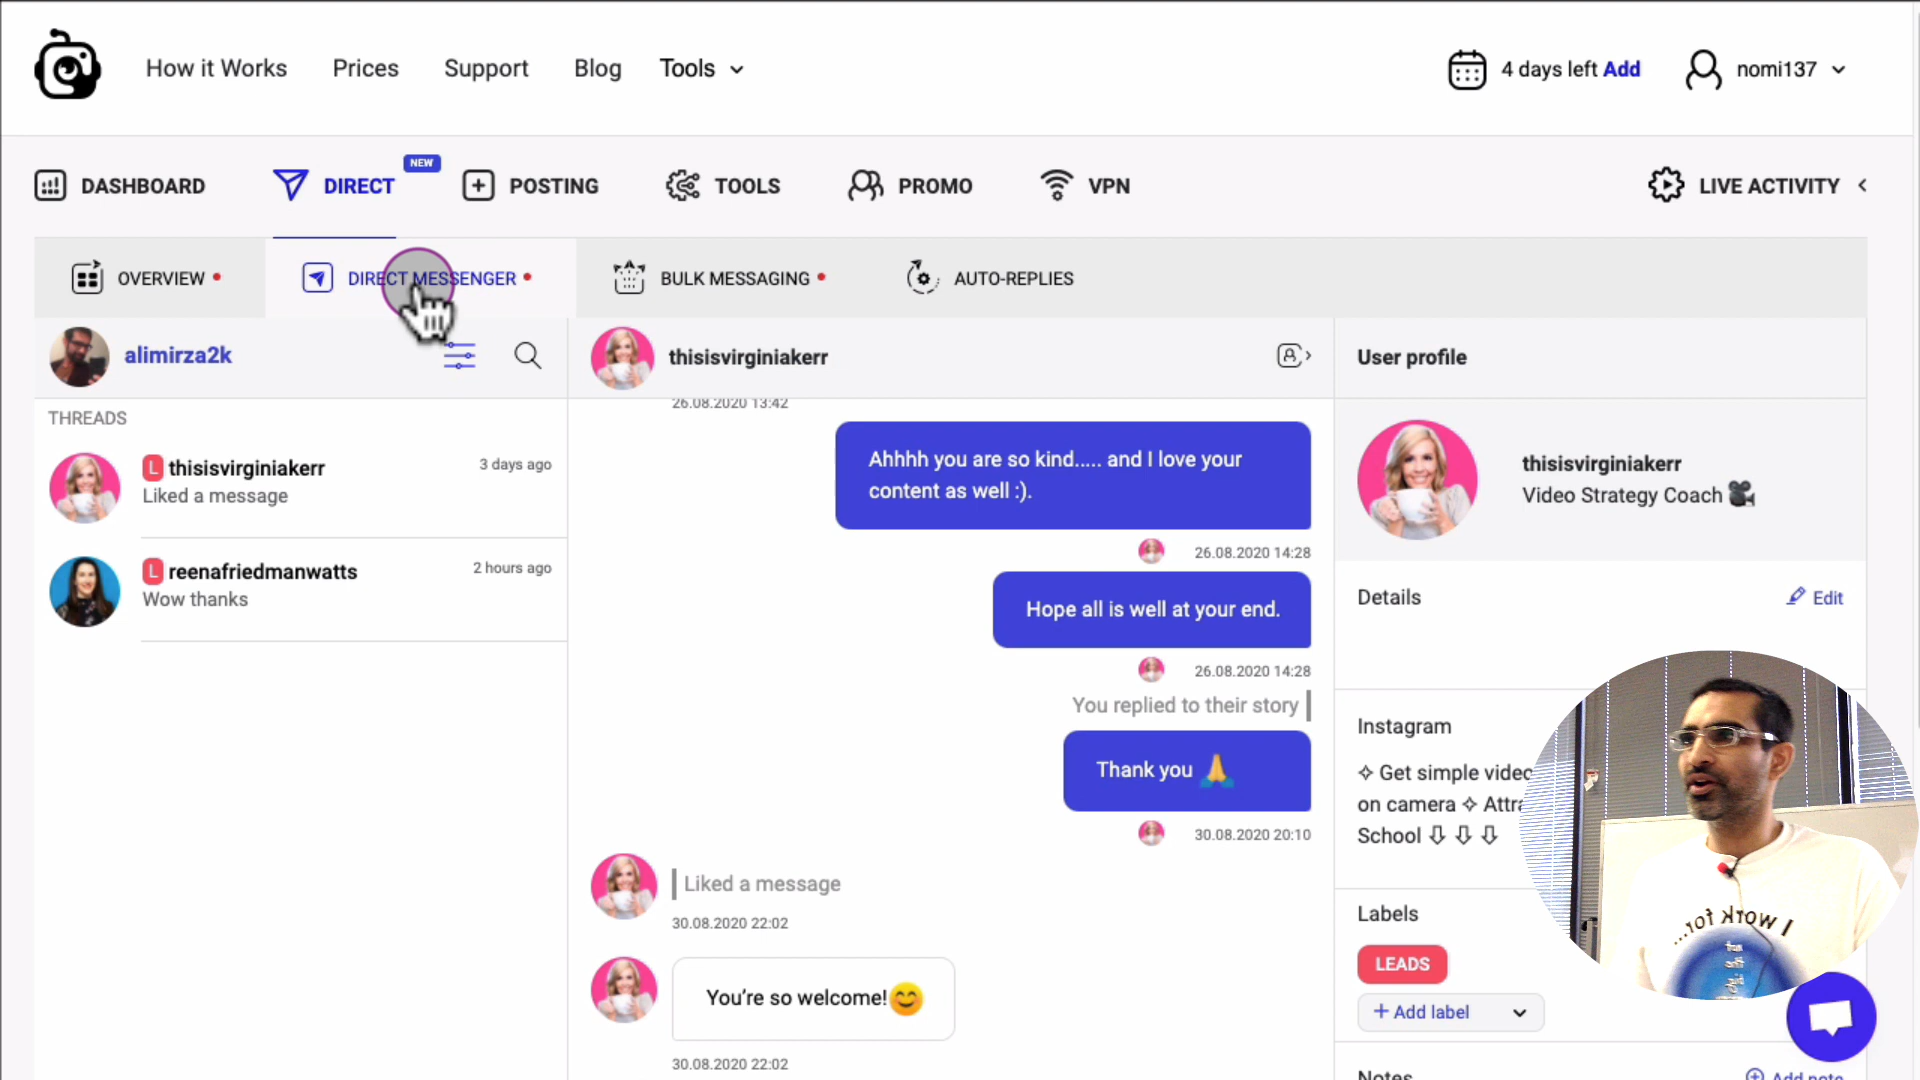 How it Works
Prices
Support
Blog
Tools
4 days left Add
nomi137
DASHBOARD
DIRECT
NEW
POSTING
TOOLS
PROMO
VPN
LIVE ACTIVITY
OVERVIEW
DIRECT MESSENGER
BULK MESSAGING
AUTO-REPLIES
alimirza2k
THREADS
L thisisvirginiakerr
3 days ago
Liked a message
L reenafriedmanwatts
2 hours ago
Wow thanks
thisisvirginiakerr
26.08.2020 13:42
Ahhhh you are so kind..... and I love your
content as well :).
26.08.2020 14:28
Hope all is well at your end.
26.08.2020 14:28
You replied to their story
Thank you 🙏
30.08.2020 20:10
Liked a message
30.08.2020 22:02
You’re so welcome!😊
30.08.2020 22:02
User profile
thisisvirginiakerr
Video Strategy Coach 🎥
Details
Edit
Instagram
✧ Get simple video
on camera ✧ Attra
School ⇩ ⇩ ⇩
Labels
LEADS
+ Add label
Notes
Add note
I work for...